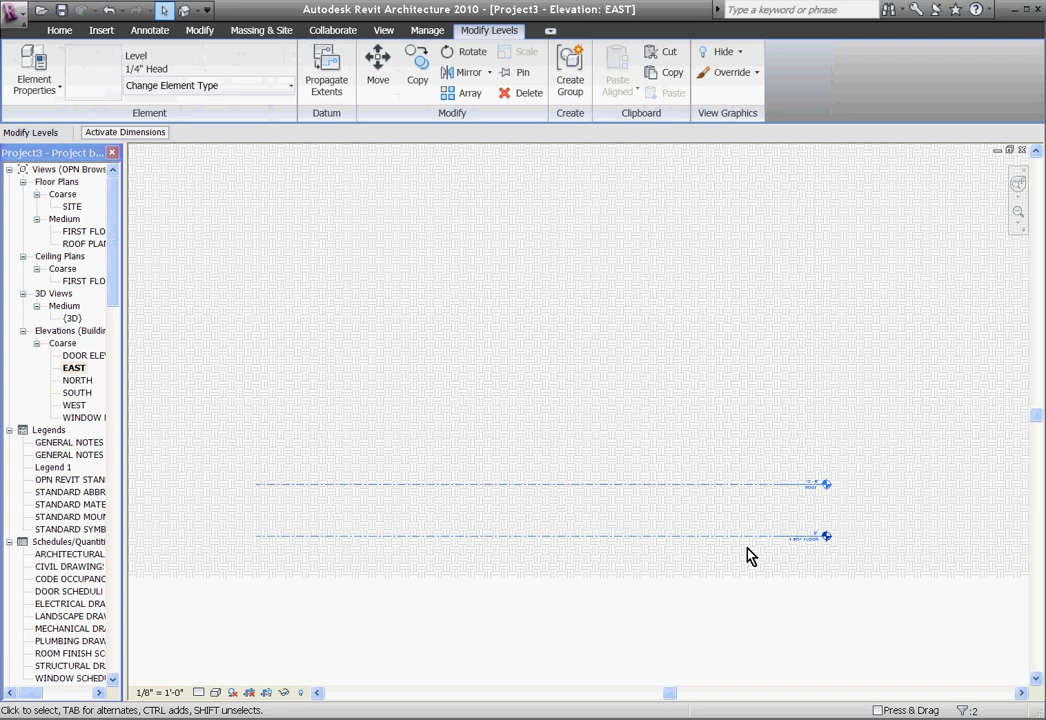 Autodesk Revit Architecture 2010 - [Project3 - Elevation: EAST]
Type a keyword or phrase
Home Insert Annotate Modify Massing & Site Collaborate View Manage Modify Levels
Element Properties
Level
1/4" Head
Change Element Type
Element
Propagate Extents
Datum
Move
Copy
Rotate
Scale
Mirror
Pin
Array
Delete
Modify
Create Group
Create
Paste Aligned
Cut
Copy
Paste
Clipboard
Hide
Override
View Graphics
Modify Levels
Activate Dimensions
Project3 - Project b...
Views (OPN Brows
Floor Plans
Coarse
SITE
Medium
FIRST FLO
ROOF PLA
Ceiling Plans
Coarse
FIRST FLO
3D Views
Medium
{3D}
Elevations (Buildin
Coarse
DOOR ELE
EAST
NORTH
SOUTH
WEST
WINDOW
Legends
GENERAL NOTES
GENERAL NOTES
Legend 1
OPN REVIT STAN
STANDARD ABBR
STANDARD MATE
STANDARD MOUN
STANDARD SYMB
Schedules/Quantiti
ARCHITECTURAL
CIVIL DRAWING
CODE OCCUPANC
DOOR SCHEDULI
ELECTRICAL DRA
LANDSCAPE DRAW
MECHANICAL DR
PLUMBING DRAW
ROOM FINISH SC
STRUCTURAL DR
WINDOW SCHED
ROOF
FIRST FLOOR
1/8" = 1'-0"
Click to select, TAB for alternates, CTRL adds, SHIFT unselects.
Press & Drag
:2